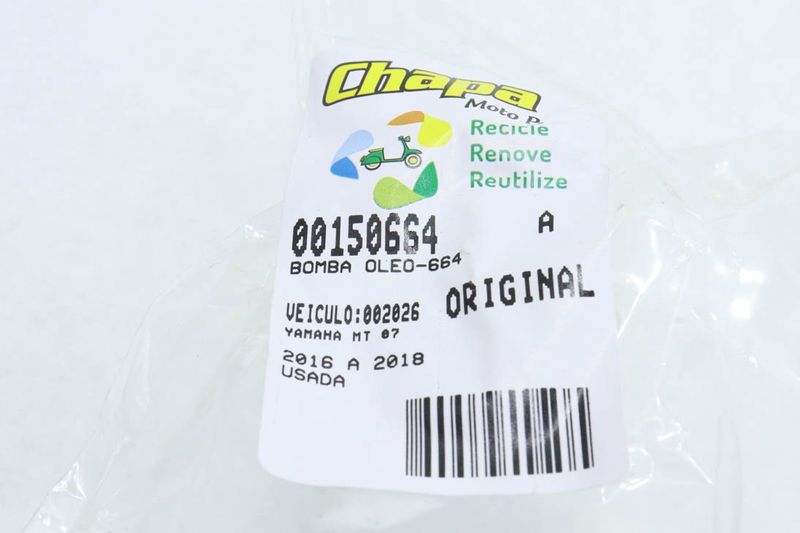 Chapa
Moto p
Recicle
Renove
Reutilize
00150664 A
BOMBA OLEO-664
ORIGINAL
VEICULO:002026
YAMAHA MT 07
2016 A 2018
USADA